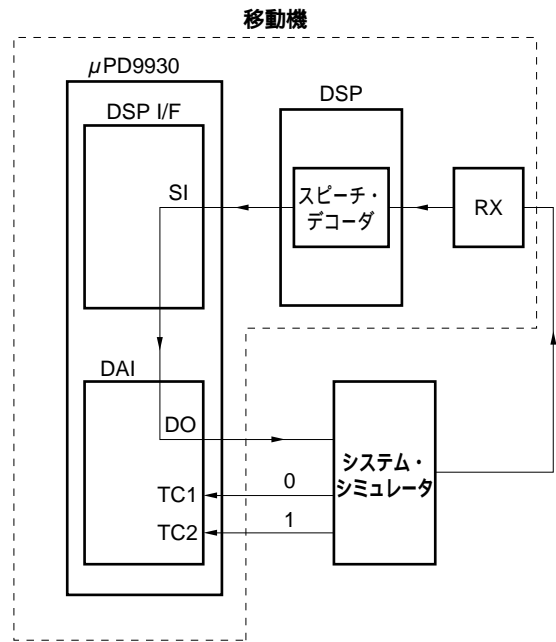 移動機
μPD9930
DSP I/F
SI
DSP
スピーチ・
デコーダ
RX
DAI
DO
TC1
TC2
0
1
システム・
シミュレータ